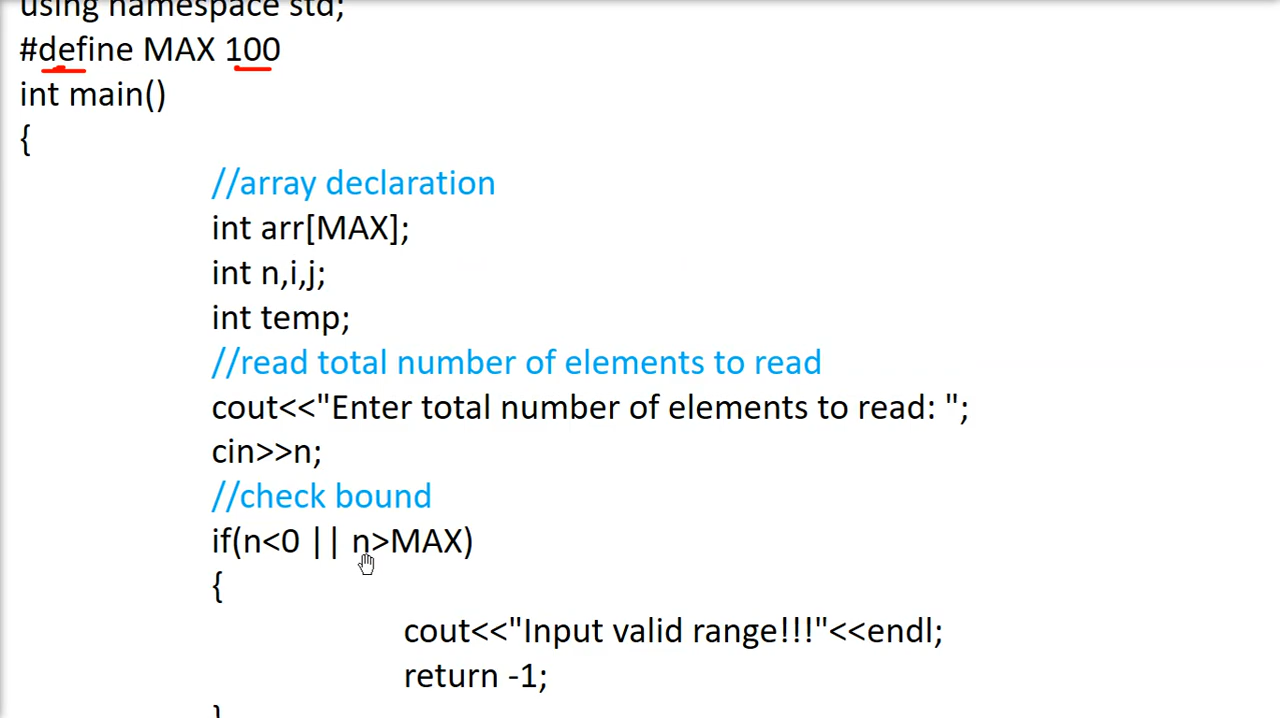 using namespace std;
#define MAX 100
int main()
{
//array declaration
int arr[MAX];
int n,i,j;
int temp;
//read total number of elements to read
cout<<"Enter total number of elements to read: ";
cin>>n;
//check bound
if(n<0 || n>MAX)
{
cout<<"Input valid range!!!"<<endl;
return -1;
}